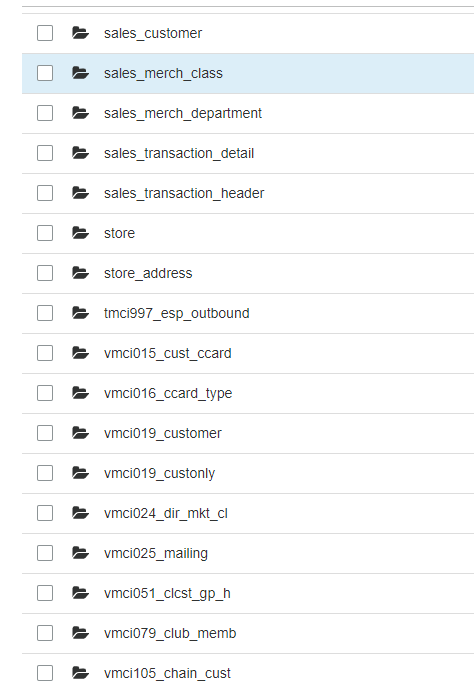 sales_customer
sales_merch_class
sales_merch_department
sales_transaction_detail
sales_transaction_header
store
store_address
tmci997_esp_outbound
vmci015_cust_ccard
vmci016_ccard_type
vmci019_customer
vmci019_custonly
vmci024_dir_mkt_cl
vmci025_mailing
vmci051_clcst_gp_h
vmci079_club_memb
vmci105_chain_cust